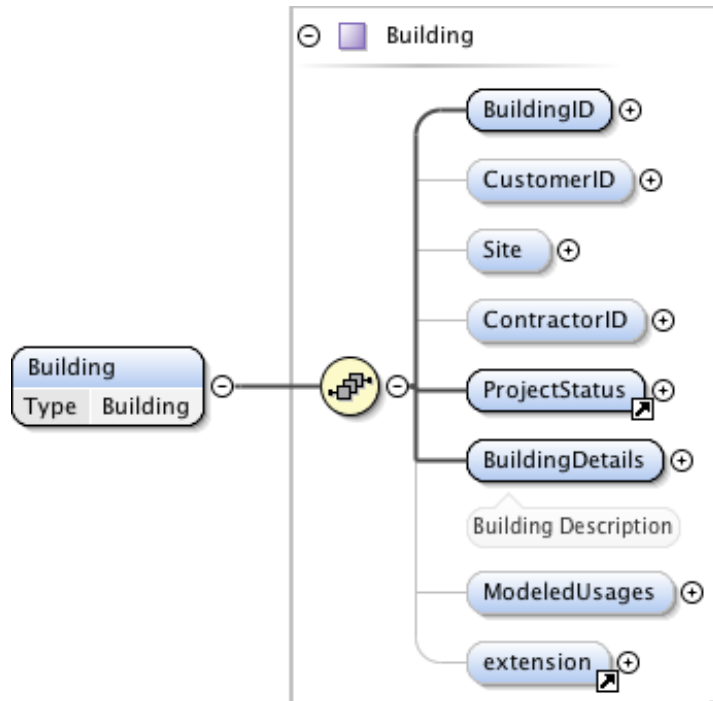 Building
BuildingID
CustomerID
Site
ContractorID
Building
Type Building
ProjectStatus
BuildingDetails
Building Description
ModeledUsages
extension